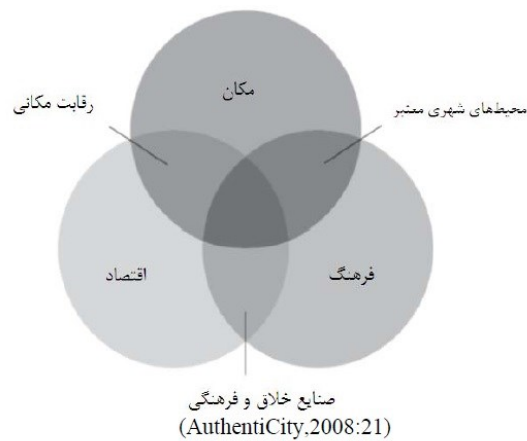 مکان
رقابت مکانی
محیط‌های شهری معتبر
اقتصاد
فرهنگ
صنایع خلاق و فرهنگی
(AuthentiCity,2008:21)